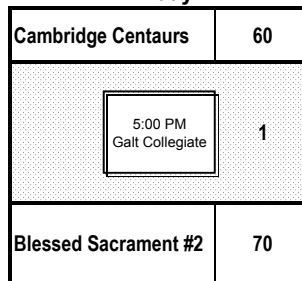 Cambridge Centaurs 60
5:00 PM
Galt Collegiate
1
Blessed Sacrament #2 70